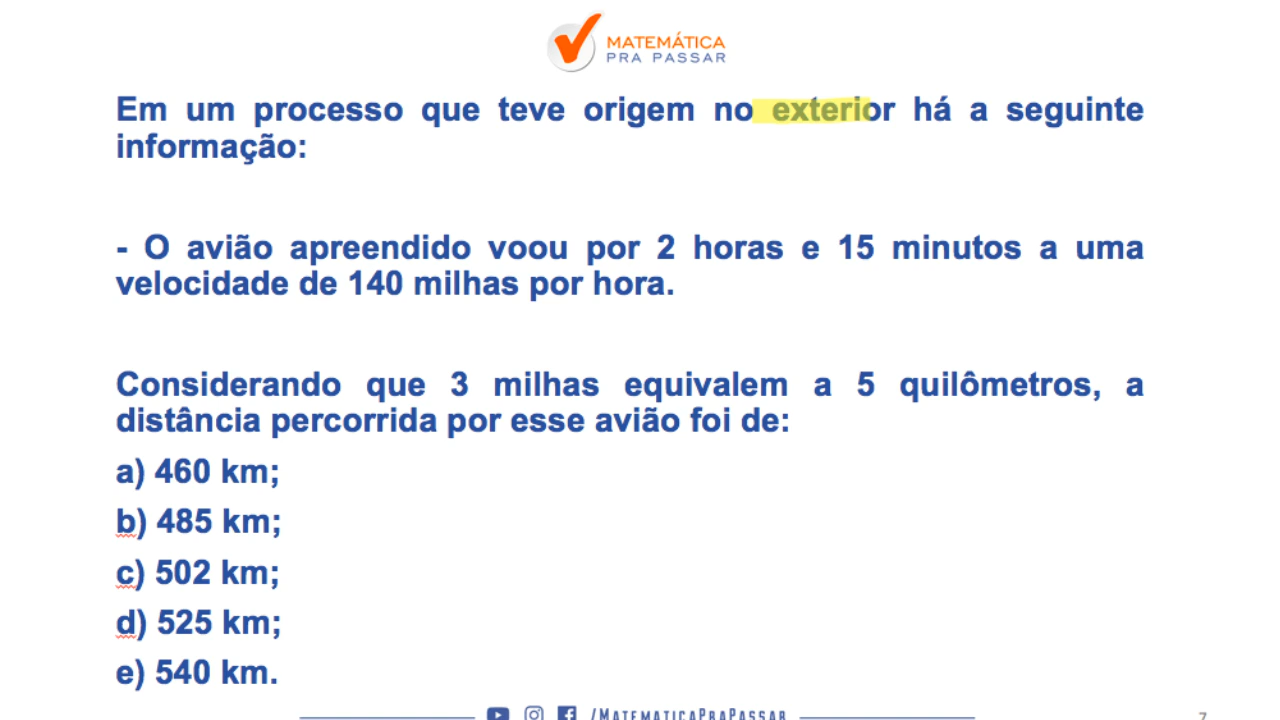 MATEMÁTICA
PRA PASSAR
Em um processo que teve origem no exterior há a seguinte
informação:
- O avião apreendido voou por 2 horas e 15 minutos a uma
velocidade de 140 milhas por hora.
Considerando que 3 milhas equivalem a 5 quilômetros, a
distância percorrida por esse avião foi de:
a) 460 km;
b) 485 km;
c) 502 km;
d) 525 km;
e) 540 km.
/MATEMATICAPRAPASSAR
7